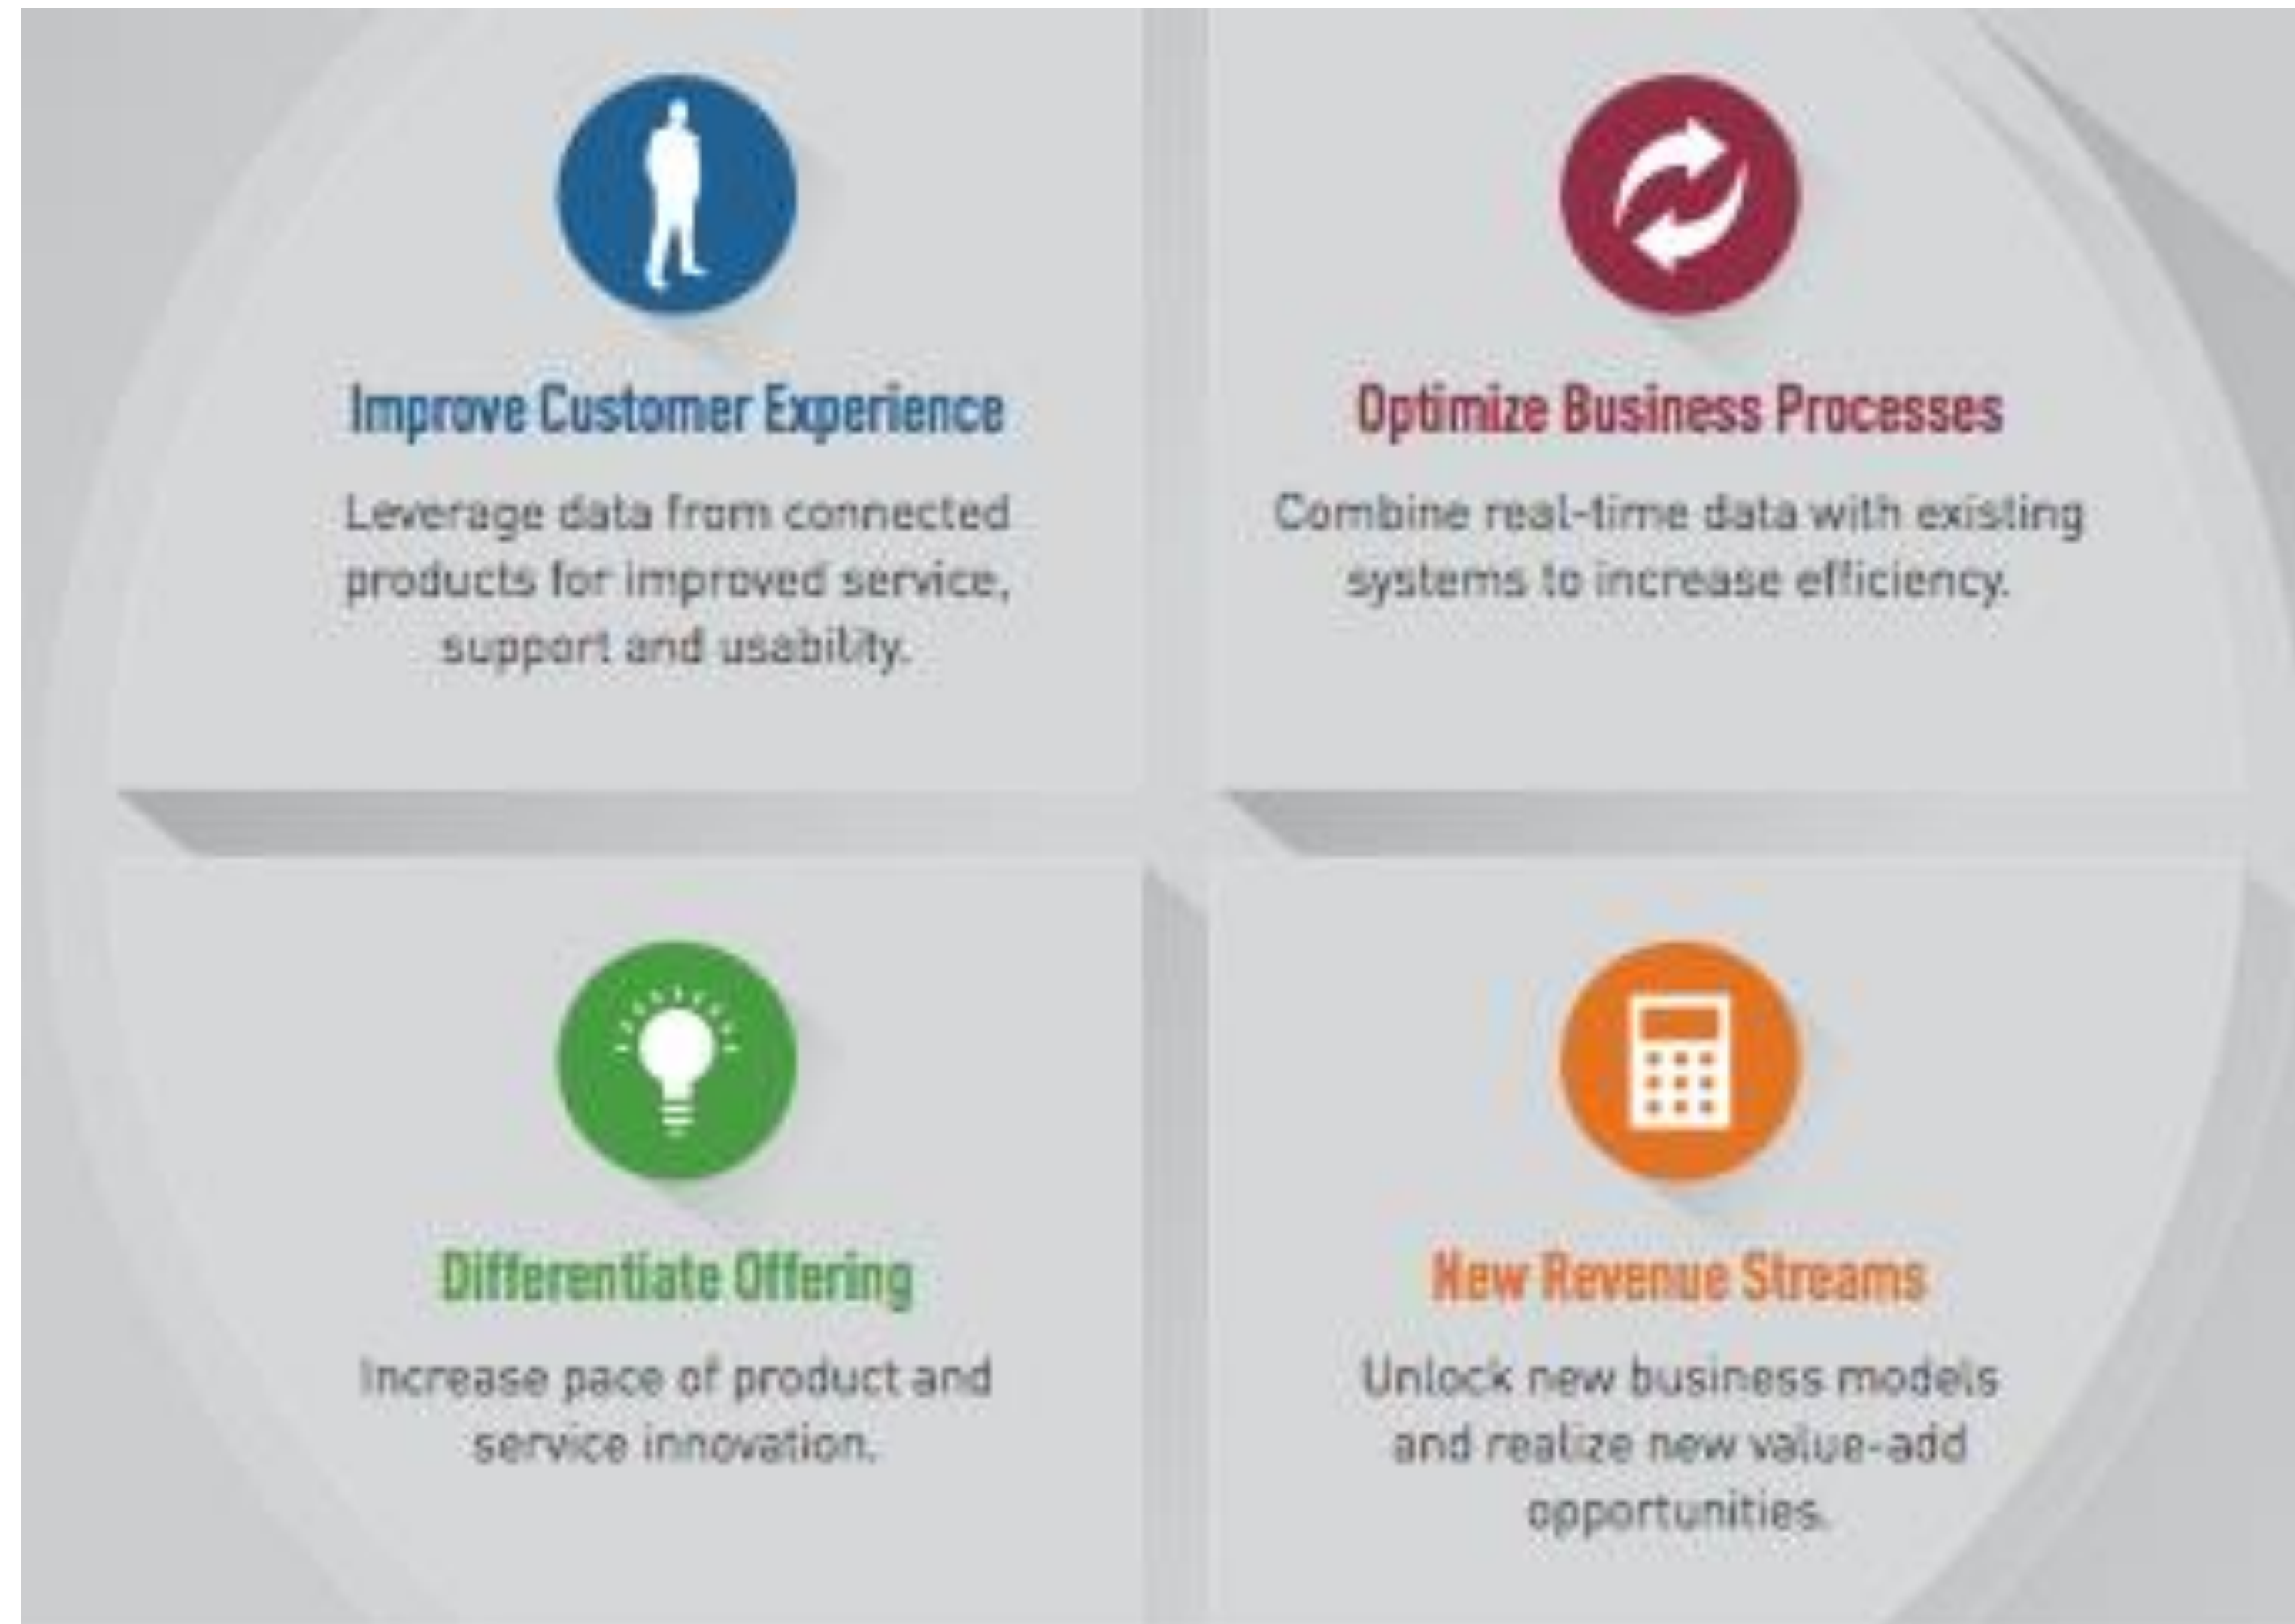 Improve Customer Experience
Leverage data from connected
products for improved service,
support and usability.
Optimize Business Processes
Combine real-time data with existing
systems to increase efficiency.
Differentiate Offering
Increase pace of product and
service innovation.
New Revenue Streams
Unlock new business models
and realize new value-add
opportunities.